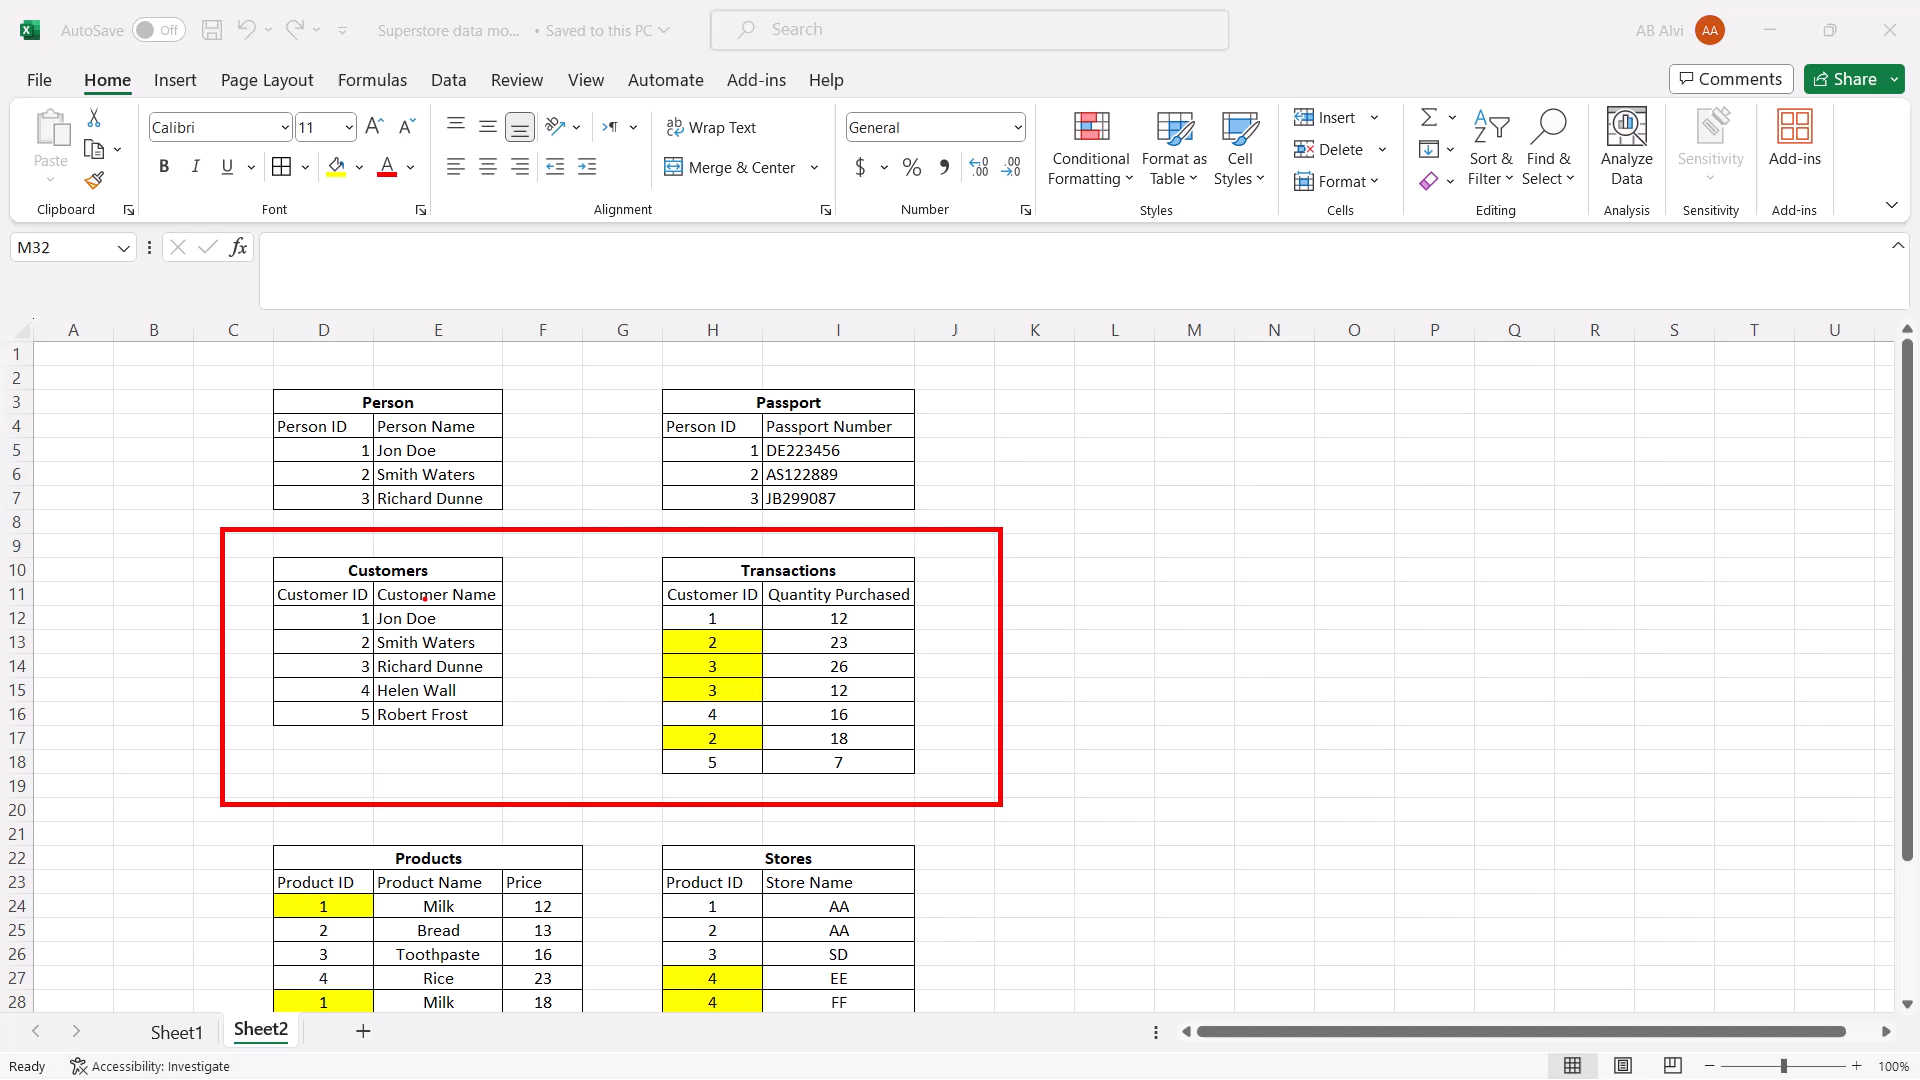 AutoSave Off Superstore data mo... • Saved to this PC Search AB Alvi AA
File Home Insert Page Layout Formulas Data Review View Automate Add-ins Help Comments Share
Paste Calibri 11 Wrap Text General Insert
B I U A Merge & Center $ % Conditional Formatting Format as Table Cell Styles Delete Format Sort & Filter Find & Select Analyze Data Sensitivity Add-ins
Clipboard Font Alignment Number Styles Cells Editing Analysis Sensitivity Add-ins
M32 fx
A B C D E F G H I J K L M N O P Q R S T U
1
2
3 Person Passport
4 Person ID Person Name Person ID Passport Number
5 1 Jon Doe 1 DE223456
6 2 Smith Waters 2 AS122889
7 3 Richard Dunne 3 JB299087
8
9
10 Customers Transactions
11 Customer ID Customer Name Customer ID Quantity Purchased
12 1 Jon Doe 1 12
13 2 Smith Waters 2 23
14 3 Richard Dunne 3 26
15 4 Helen Wall 3 12
16 5 Robert Frost 4 16
17 2 18
18 5 7
19
20
21
22 Products Stores
23 Product ID Product Name Price Product ID Store Name
24 1 Milk 12 1 AA
25 2 Bread 13 2 AA
26 3 Toothpaste 16 3 SD
27 4 Rice 23 4 EE
28 1 Milk 18 4 FF
Sheet1 Sheet2
Ready Accessibility: Investigate 100%